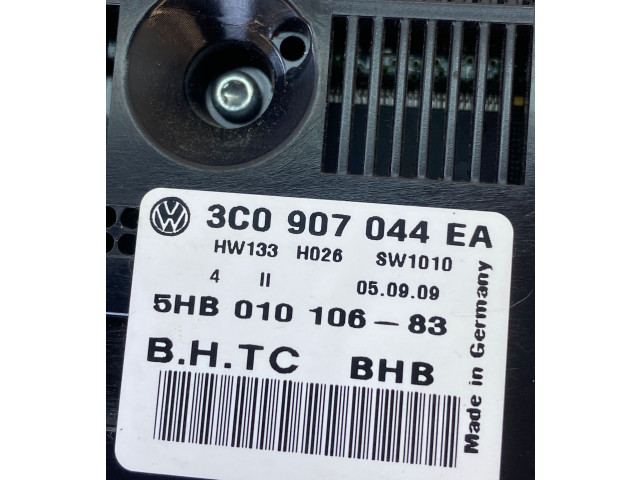 3C0 907 044 EA
HW133 H026 SW1010
4 II 05.09.09
5HB 010 106-83
B.H.TC BHB
Made in Germany